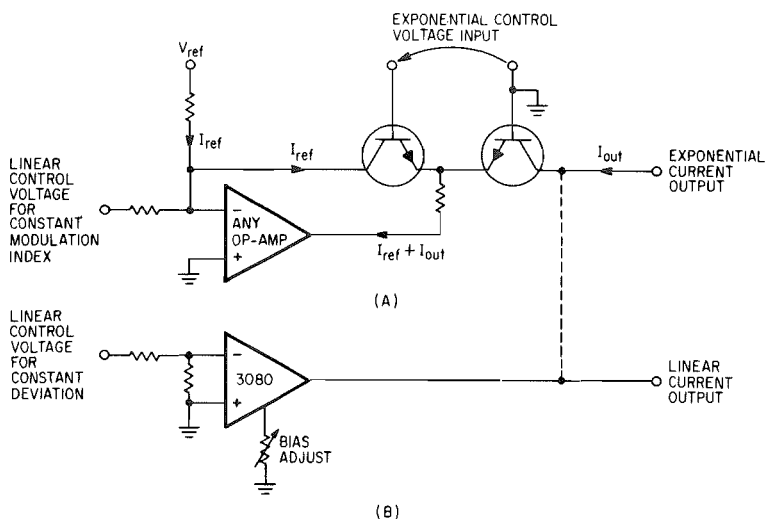 EXPONENTIAL CONTROL
VOLTAGE INPUT
Vref
Iref
LINEAR
CONTROL
VOLTAGE
FOR
CONSTANT
MODULATION
INDEX
Iref
Iout
EXPONENTIAL
CURRENT
OUTPUT
−
ANY
OP-AMP
+
Iref + Iout
(A)
LINEAR
CONTROL
VOLTAGE
FOR
CONSTANT
DEVIATION
−
3080
+
LINEAR
CURRENT
OUTPUT
BIAS
ADJUST
(B)